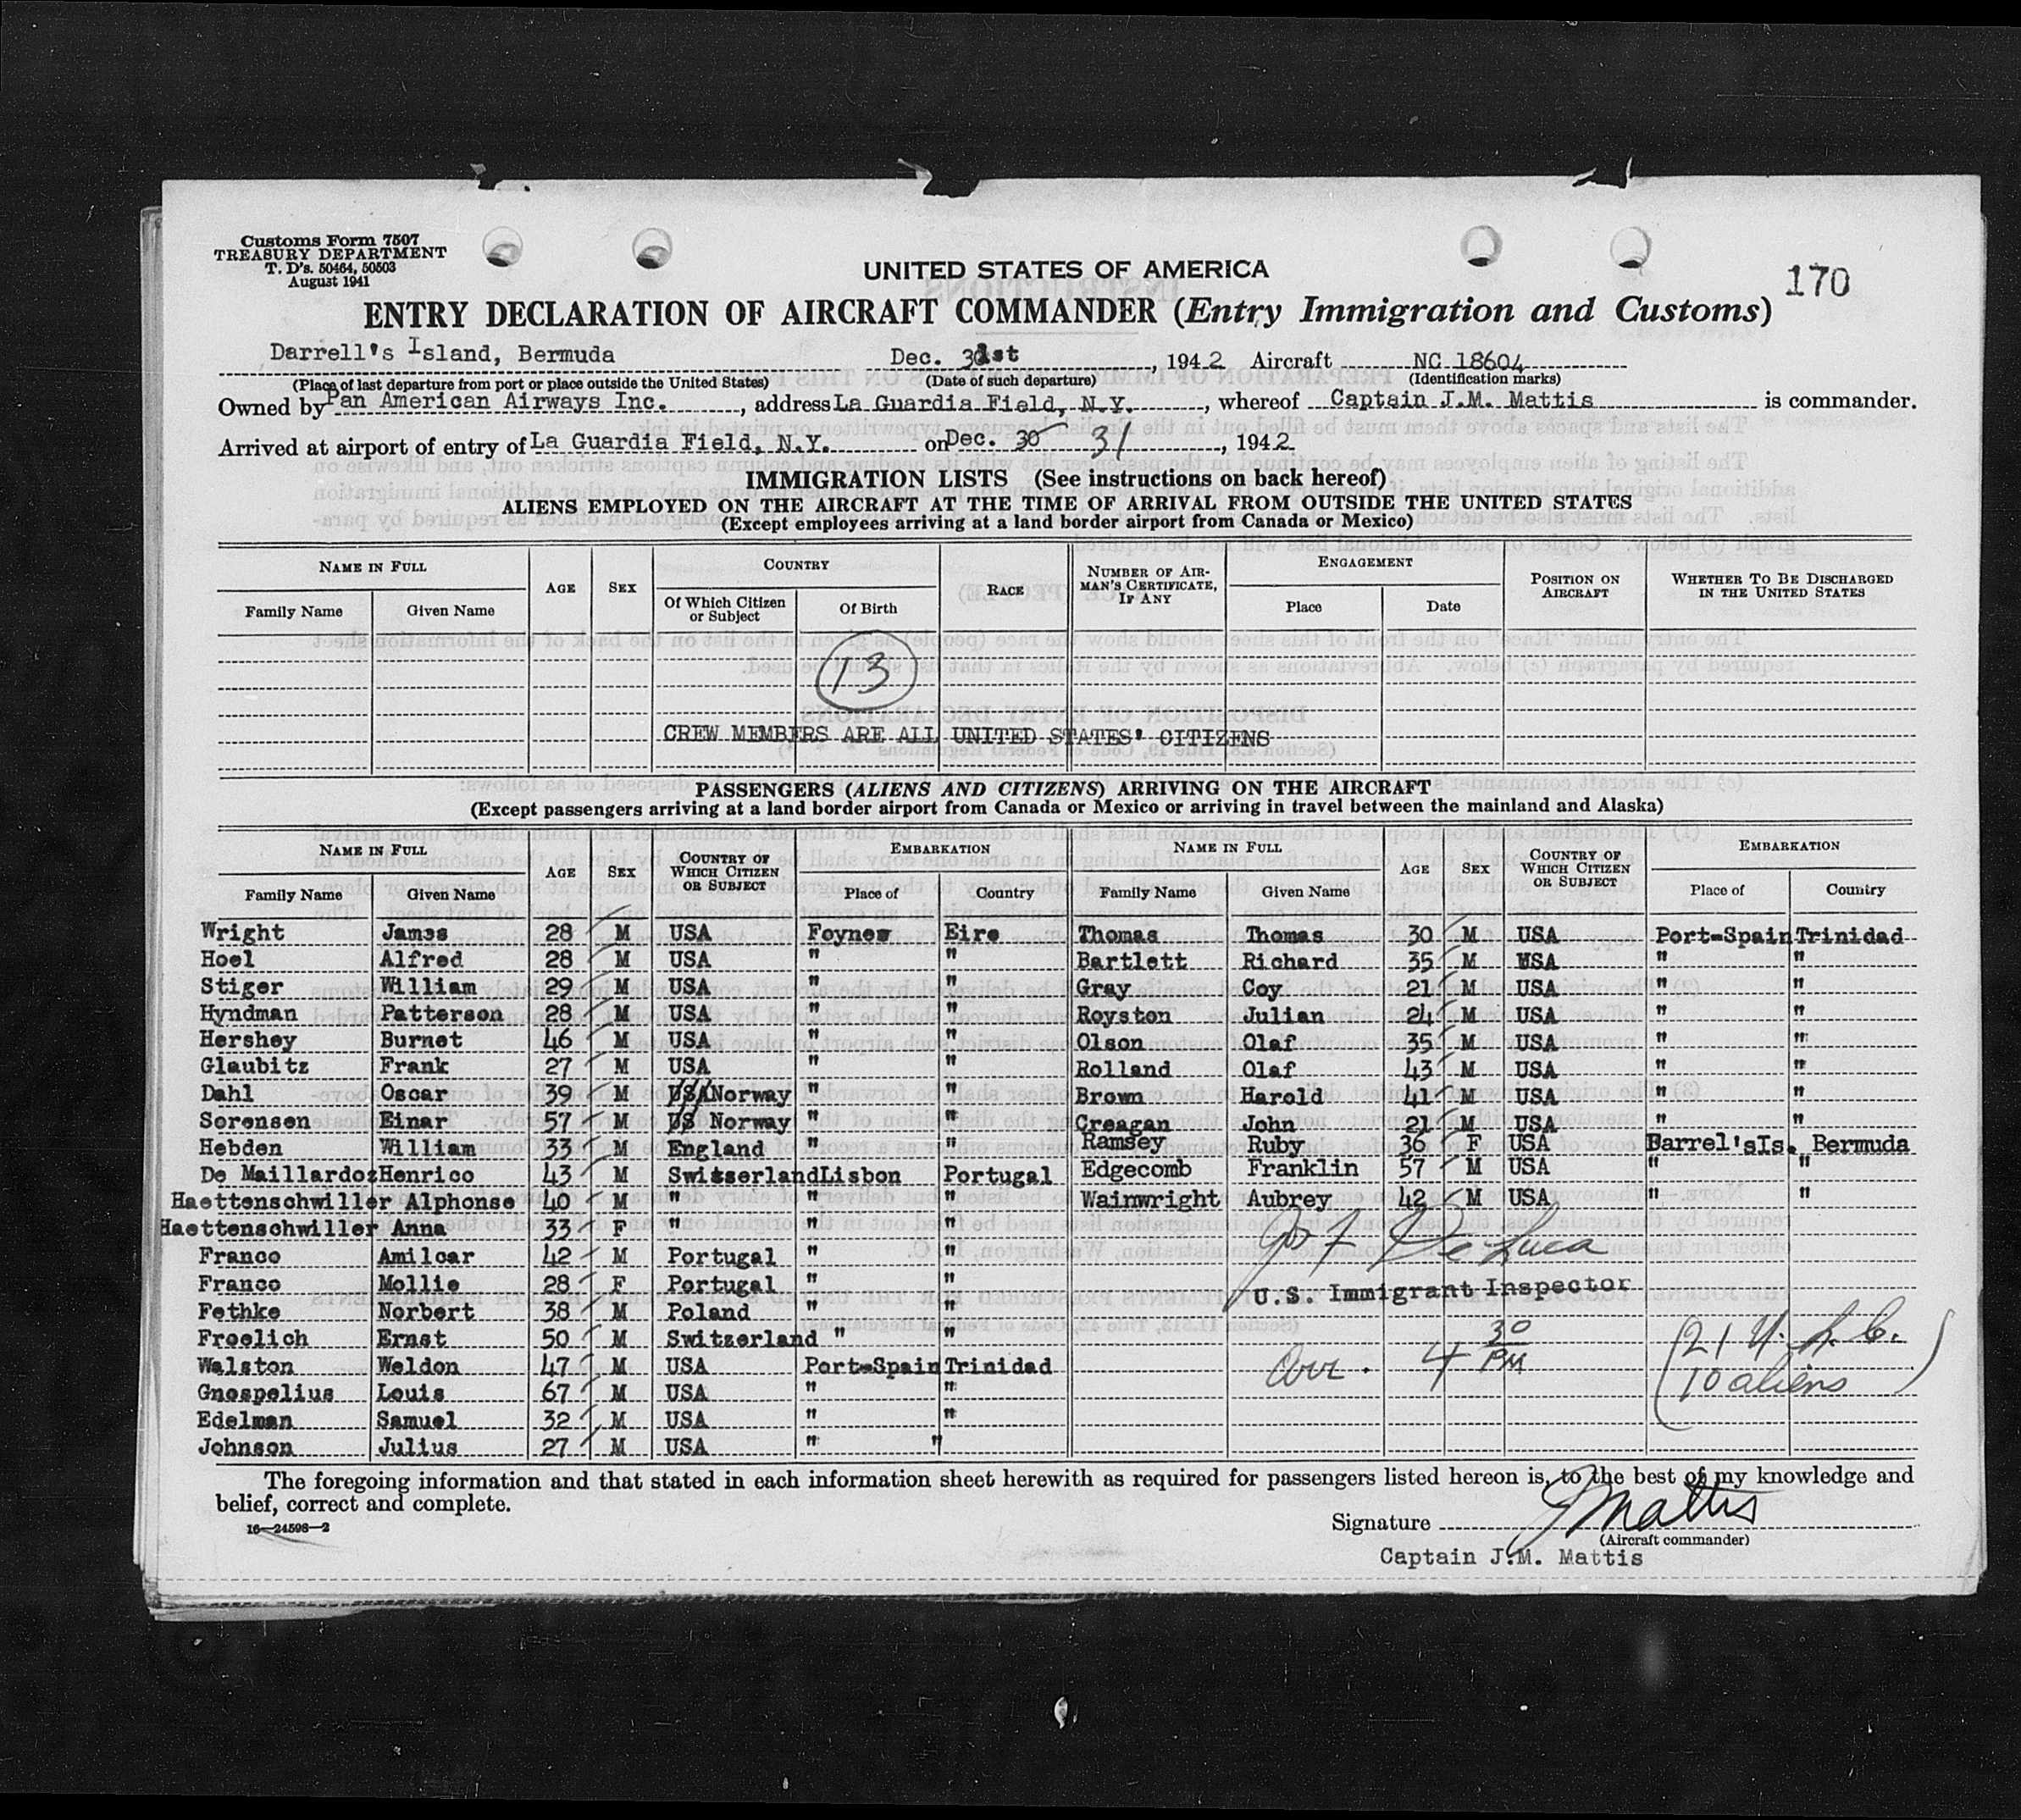 Customs Form 7507
TREASURY DEPARTMENT
T. D's. 50464, 50503
August 1941
UNITED STATES OF AMERICA
170
ENTRY DECLARATION OF AIRCRAFT COMMANDER (Entry Immigration and Customs)
Darrell's Island, Bermuda Dec. 31st, 1942 Aircraft NC 18604
(Place of last departure from port or place outside the United States) (Date of such departure) (Identification marks)
Owned by Pan American Airways Inc., address La Guardia Field, N.Y., whereof Captain J.M. Mattis is commander.
Arrived at airport of entry of La Guardia Field, N.Y. on Dec. 30 31, 1942
IMMIGRATION LISTS (See instructions on back hereof)
ALIENS EMPLOYED ON THE AIRCRAFT AT THE TIME OF ARRIVAL FROM OUTSIDE THE UNITED STATES
(Except employees arriving at a land border airport from Canada or Mexico)
NAME IN FULL AGE SEX COUNTRY RACE NUMBER OF AIRMAN'S CERTIFICATE, IF ANY ENGAGEMENT POSITION ON AIRCRAFT WHETHER TO BE DISCHARGED IN THE UNITED STATES
Family Name Given Name Of Which Citizen or Subject Of Birth Place Date
13
CREW MEMBERS ARE ALL UNITED STATES' CITIZENS
PASSENGERS (ALIENS AND CITIZENS) ARRIVING ON THE AIRCRAFT
(Except passengers arriving at a land border airport from Canada or Mexico or arriving in travel between the mainland and Alaska)
NAME IN FULL AGE SEX COUNTRY OF WHICH CITIZEN OR SUBJECT EMBARKATION NAME IN FULL AGE SEX COUNTRY OF WHICH CITIZEN OR SUBJECT EMBARKATION
Family Name Given Name Place of Country Family Name Given Name Place of Country
Wright James 28 M USA Foynes Eire Thomas Thomas 30 M USA Port-Spain Trinidad
Hoel Alfred 28 M USA " " Bartlett Richard 35 M USA " "
Stiger William 29 M USA " " Gray Coy 21 M USA " "
Hyndman Patterson 28 M USA " " Royston Julian 24 M USA " "
Hershey Burnet 46 M USA " " Olson Olaf 35 M USA " "
Glaubitz Frank 27 M USA " " Rolland Olaf 43 M USA " "
Dahl Oscar 39 M USA Norway " " Brown Harold 41 M USA " "
Sorensen Einar 57 M US Norway " " Creagan John 21 M USA " "
Hebden William 33 M England " " Ramsey Ruby 36 F USA Darrel'sIs. Bermuda
De Maillardoz Henrico 43 M Switserland Lisbon Portugal Edgecomb Franklin 57 M USA " "
Haettenschwiller Alphonse 40 M " " " Wainwright Aubrey 42 M USA " "
Haettenschwiller Anna 33 F " " "
Franco Amilcar 42 M Portugal " " De Luca
Franco Mollie 28 F Portugal " " U.S. Immigrant Inspector
Fethke Norbert 38 M Poland " "
Froelich Ernst 50 M Switzerland " " Arr. 4 30 PM 21 U.S.C.
Walston Weldon 47 M USA Port-Spain Trinidad 10 aliens
Gnospelius Louis 67 M USA " "
Edelman Samuel 32 M USA " "
Johnson Julius 27 M USA " "
The foregoing information and that stated in each information sheet herewith as required for passengers listed hereon is, to the best of my knowledge and
belief, correct and complete.
16—24598—2
Signature J Mattis
(Aircraft commander)
Captain J.M. Mattis